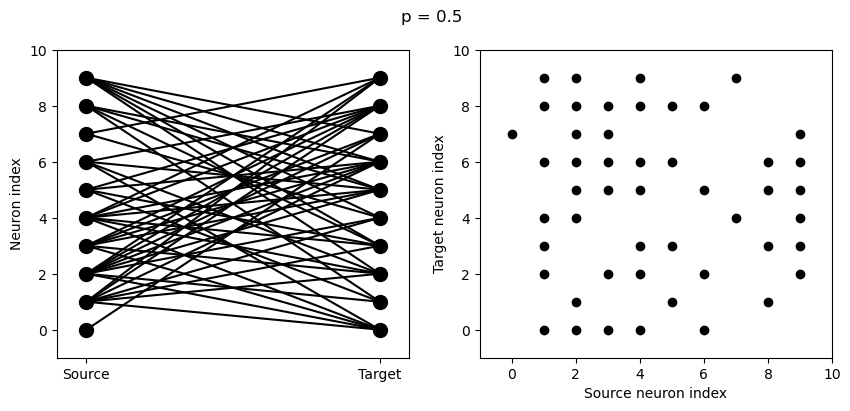 p = 0.5
Neuron index
10
8
6
4
2
0
Source Target
Target neuron index
10
8
6
4
2
0
0 2 4 6 8 10
Source neuron index